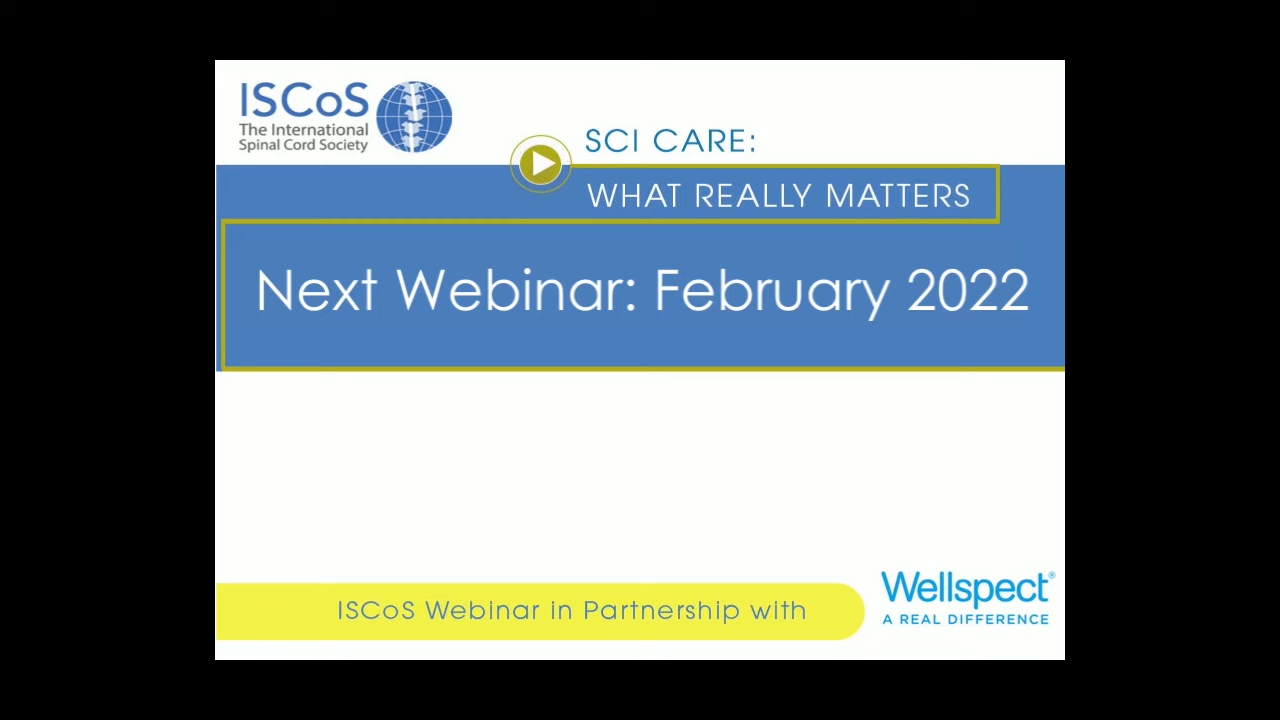 ISCoS
The International
Spinal Cord Society
SCI CARE:
WHAT REALLY MATTERS
Next Webinar: February 2022
ISCoS Webinar in Partnership with
Wellspect®
A REAL DIFFERENCE